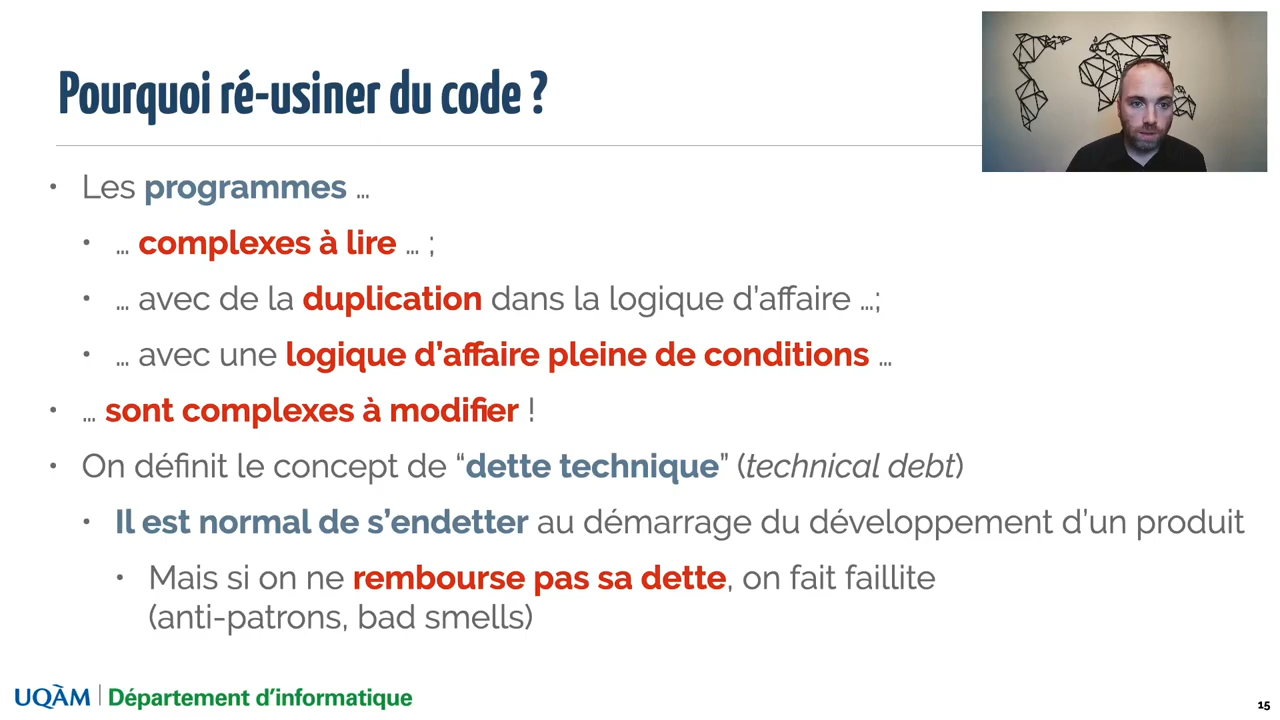 Pourquoi ré-usiner du code ?
• Les programmes …
• … complexes à lire … ;
• … avec de la duplication dans la logique d’affaire …;
• … avec une logique d’affaire pleine de conditions …
• … sont complexes à modifier !
• On définit le concept de “dette technique” (technical debt)
• Il est normal de s’endetter au démarrage du développement d’un produit
• Mais si on ne rembourse pas sa dette, on fait faillite
(anti-patrons, bad smells)
UQÀM | Département d’informatique
15